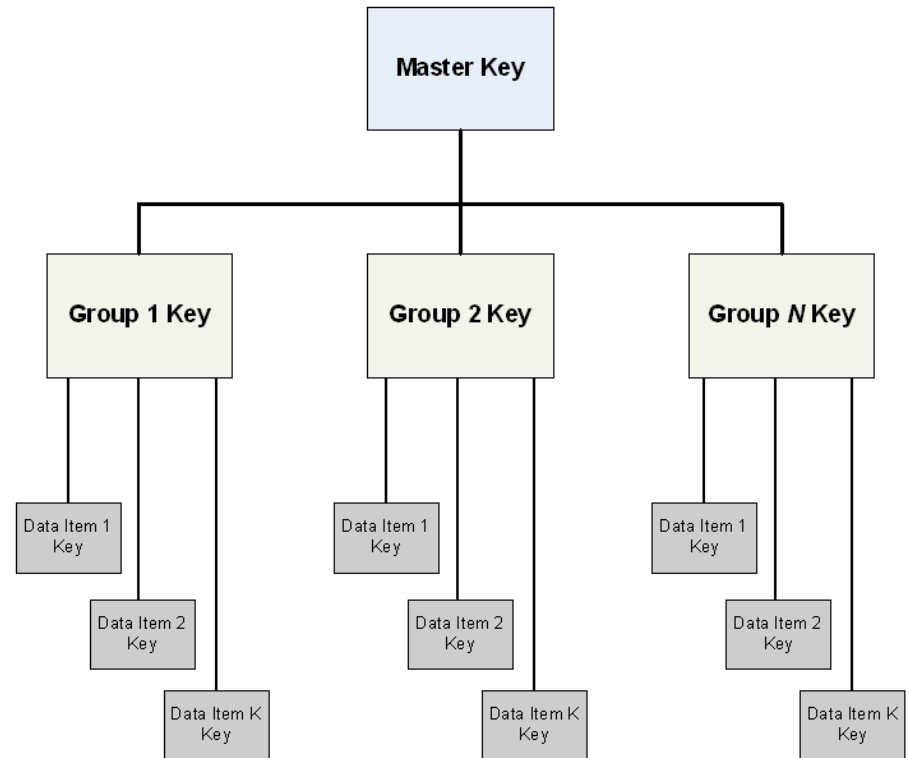 Master Key
Group 1 Key
Group 2 Key
Group N Key
Data Item 1
Key
Data Item 1
Key
Data Item 1
Key
Data Item 2
Key
Data Item 2
Key
Data Item 2
Key
Data Item K
Key
Data Item K
Key
Data Item K
Key